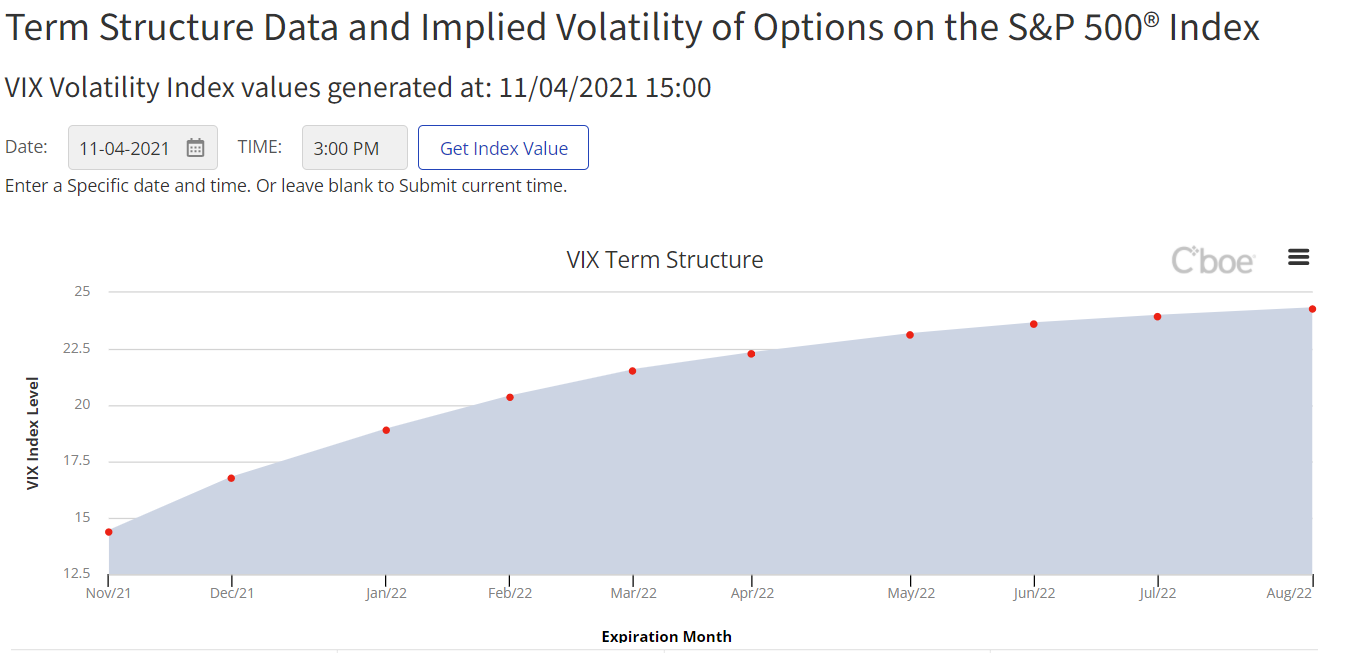 Term Structure Data and Implied Volatility of Options on the S&P 500® Index
VIX Volatility Index values generated at: 11/04/2021 15:00
Date: 11-04-2021 TIME: 3:00 PM Get Index Value
Enter a Specific date and time. Or leave blank to Submit current time.
VIX Term Structure
Cboe
VIX Index Level
25
22.5
20
17.5
15
12.5
Nov/21 Dec/21 Jan/22 Feb/22 Mar/22 Apr/22 May/22 Jun/22 Jul/22 Aug/22
Expiration Month